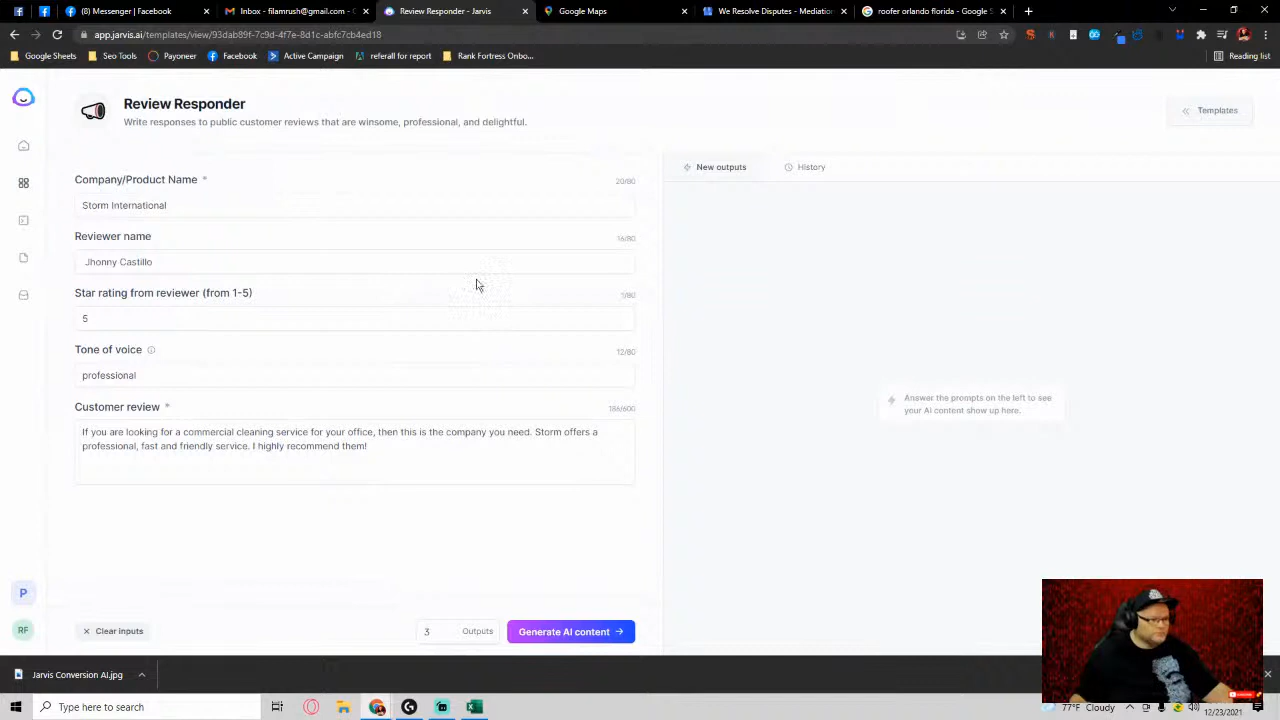 (8) Messenger | Facebook
Inbox - filamrush@gmail.com - C
Review Responder - Jarvis
Google Maps
We Resolve Disputes - Mediation
roofer orlando florida - Google S
app.jarvis.ai/templates/view/93dab89f-7c9d-4f7e-8d1c-abfc7cb4ed18
Google Sheets
SEO Tools
Payoneer
Facebook
Active Campaign
referall for report
Rank Fortress Onbo...
Reading list
Review Responder
Write responses to public customer reviews that are winsome, professional, and delightful.
Templates
New outputs
History
Company/Product Name *
20/80
Storm International
Reviewer name
16/80
Jhonny Castillo
Star rating from reviewer (from 1-5)
1/80
5
Tone of voice
12/80
professional
Customer review *
186/600
If you are looking for a commercial cleaning service for your office, then this is the company you need. Storm offers a
professional, fast and friendly service. I highly recommend them!
Answer the prompts on the left to see
your AI content show up here.
P
RF
Clear inputs
3 Outputs
Generate AI content
Jarvis Conversion AI.jpg
Type here to search
77°F Cloudy
12/23/2021